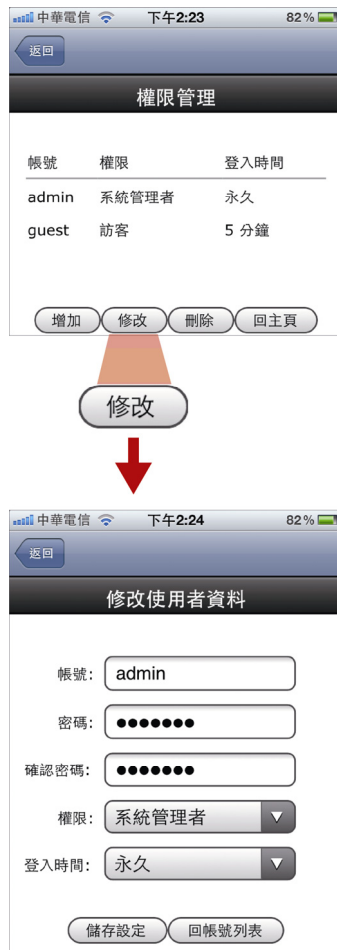 中華電信 下午2:23 82%
返回
權限管理
帳號 權限 登入時間
admin 系統管理者 永久
guest 訪客 5 分鐘
增加 修改 刪除 回主頁
修改
中華電信 下午2:24 82%
返回
修改使用者資料
帳號: admin
密碼: ●●●●●●●
確認密碼: ●●●●●●●
權限: 系統管理者
登入時間: 永久
儲存設定 回帳號列表